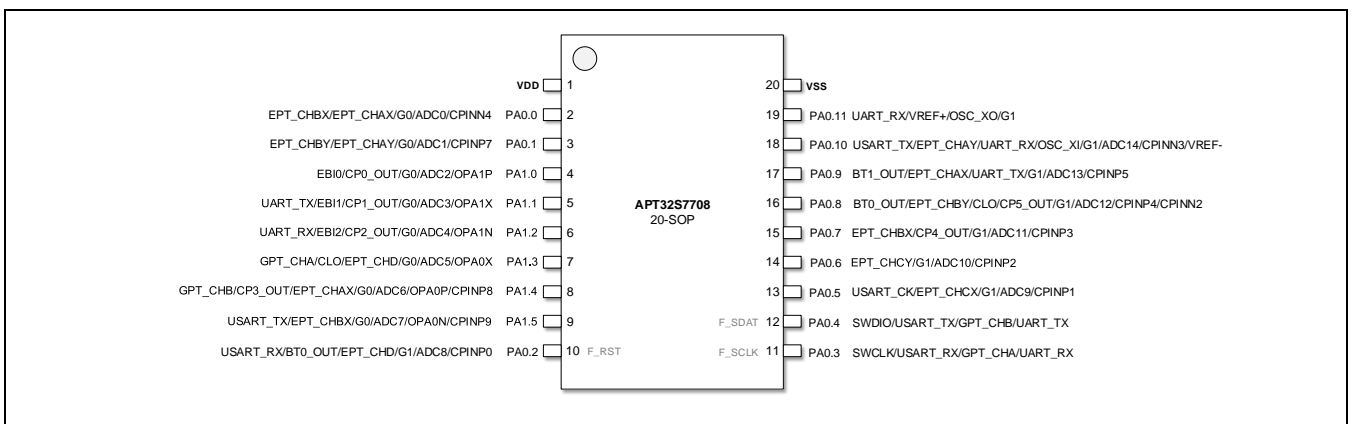 VDD 1
20 VSS
EPT_CHBX/EPT_CHAX/G0/ADC0/CPINN4 PA0.0 2
19 PA0.11 UART_RX/VREF+/OSC_XO/G1
EPT_CHBY/EPT_CHAY/G0/ADC1/CPINP7 PA0.1 3
18 PA0.10 USART_TX/EPT_CHAY/UART_RX/OSC_XI/G1/ADC14/CPINN3/VREF-
EBI0/CP0_OUT/G0/ADC2/OPA1P PA1.0 4
17 PA0.9 BT1_OUT/EPT_CHAX/UART_TX/G1/ADC13/CPINP5
UART_TX/EBI1/CP1_OUT/G0/ADC3/OPA1X PA1.1 5
APT32S7708
20-SOP
16 PA0.8 BT0_OUT/EPT_CHBY/CLO/CP5_OUT/G1/ADC12/CPINP4/CPINN2
UART_RX/EBI2/CP2_OUT/G0/ADC4/OPA1N PA1.2 6
15 PA0.7 EPT_CHBX/CP4_OUT/G1/ADC11/CPINP3
GPT_CHA/CLO/EPT_CHD/G0/ADC5/OPA0X PA1.3 7
14 PA0.6 EPT_CHCY/G1/ADC10/CPINP2
GPT_CHB/CP3_OUT/EPT_CHAX/G0/ADC6/OPA0P/CPINP8 PA1.4 8
13 PA0.5 USART_CK/EPT_CHCX/G1/ADC9/CPINP1
USART_TX/EPT_CHBX/G0/ADC7/OPA0N/CPINP9 PA1.5 9
F_SDAT 12 PA0.4 SWDIO/USART_TX/GPT_CHB/UART_TX
USART_RX/BT0_OUT/EPT_CHD/G1/ADC8/CPINP0 PA0.2 10 F_RST
F_SCLK 11 PA0.3 SWCLK/USART_RX/GPT_CHA/UART_RX